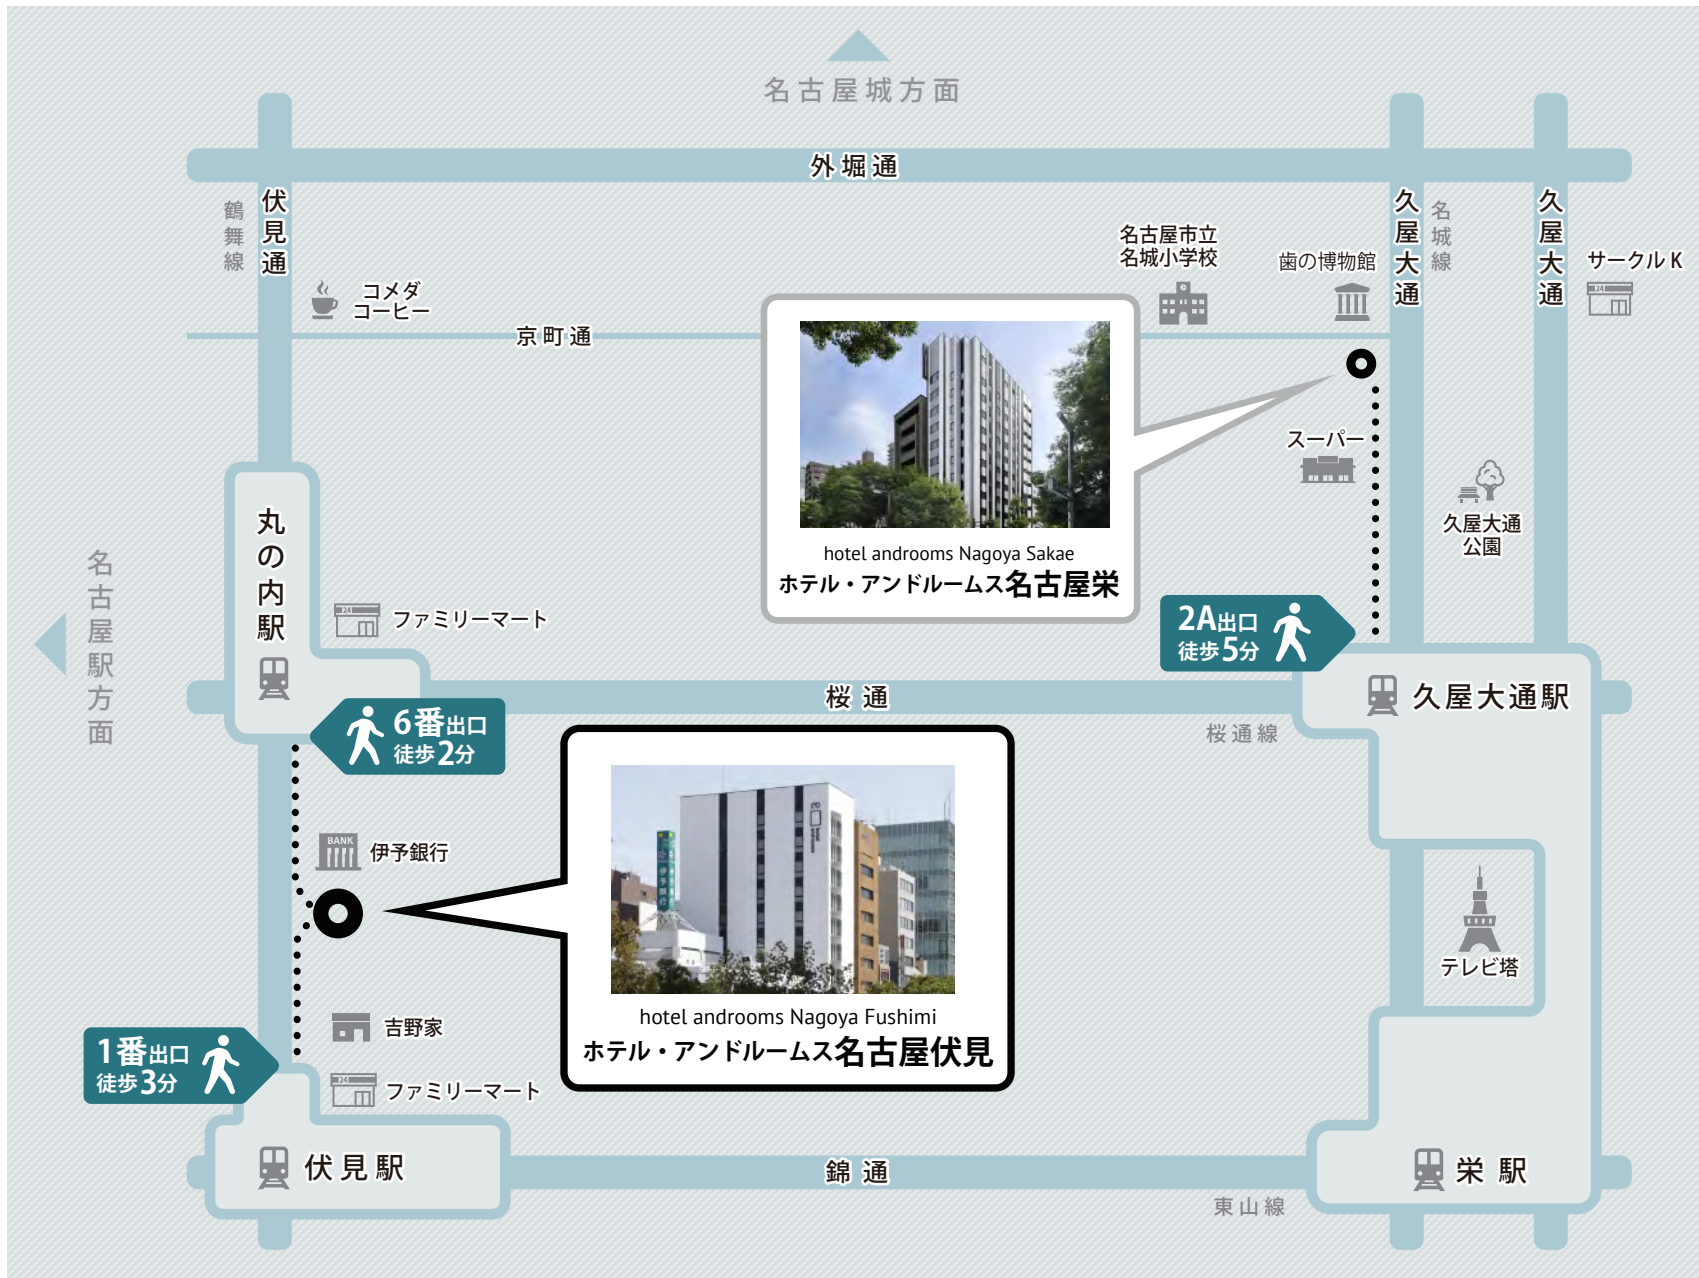 名古屋城方面
外堀通
伏見通
鶴舞線
久屋大通
名城線
久屋大通
サークルK
24
名古屋市立
名城小学校
歯の博物館
コメダ
コーヒー
京町通
hotel androoms Nagoya Sakae
ホテル・アンドルームス名古屋栄
スーパー
久屋大通
公園
丸の内駅
名古屋駅方面
24
ファミリーマート
2A出口
徒歩5分
桜通
久屋大通駅
桜通線
6番出口
徒歩2分
BANK
伊予銀行
伊予銀行
hotel androoms Nagoya Fushimi
ホテル・アンドルームス名古屋伏見
テレビ塔
吉野家
1番出口
徒歩3分
24
ファミリーマート
伏見駅
錦通
栄駅
東山線